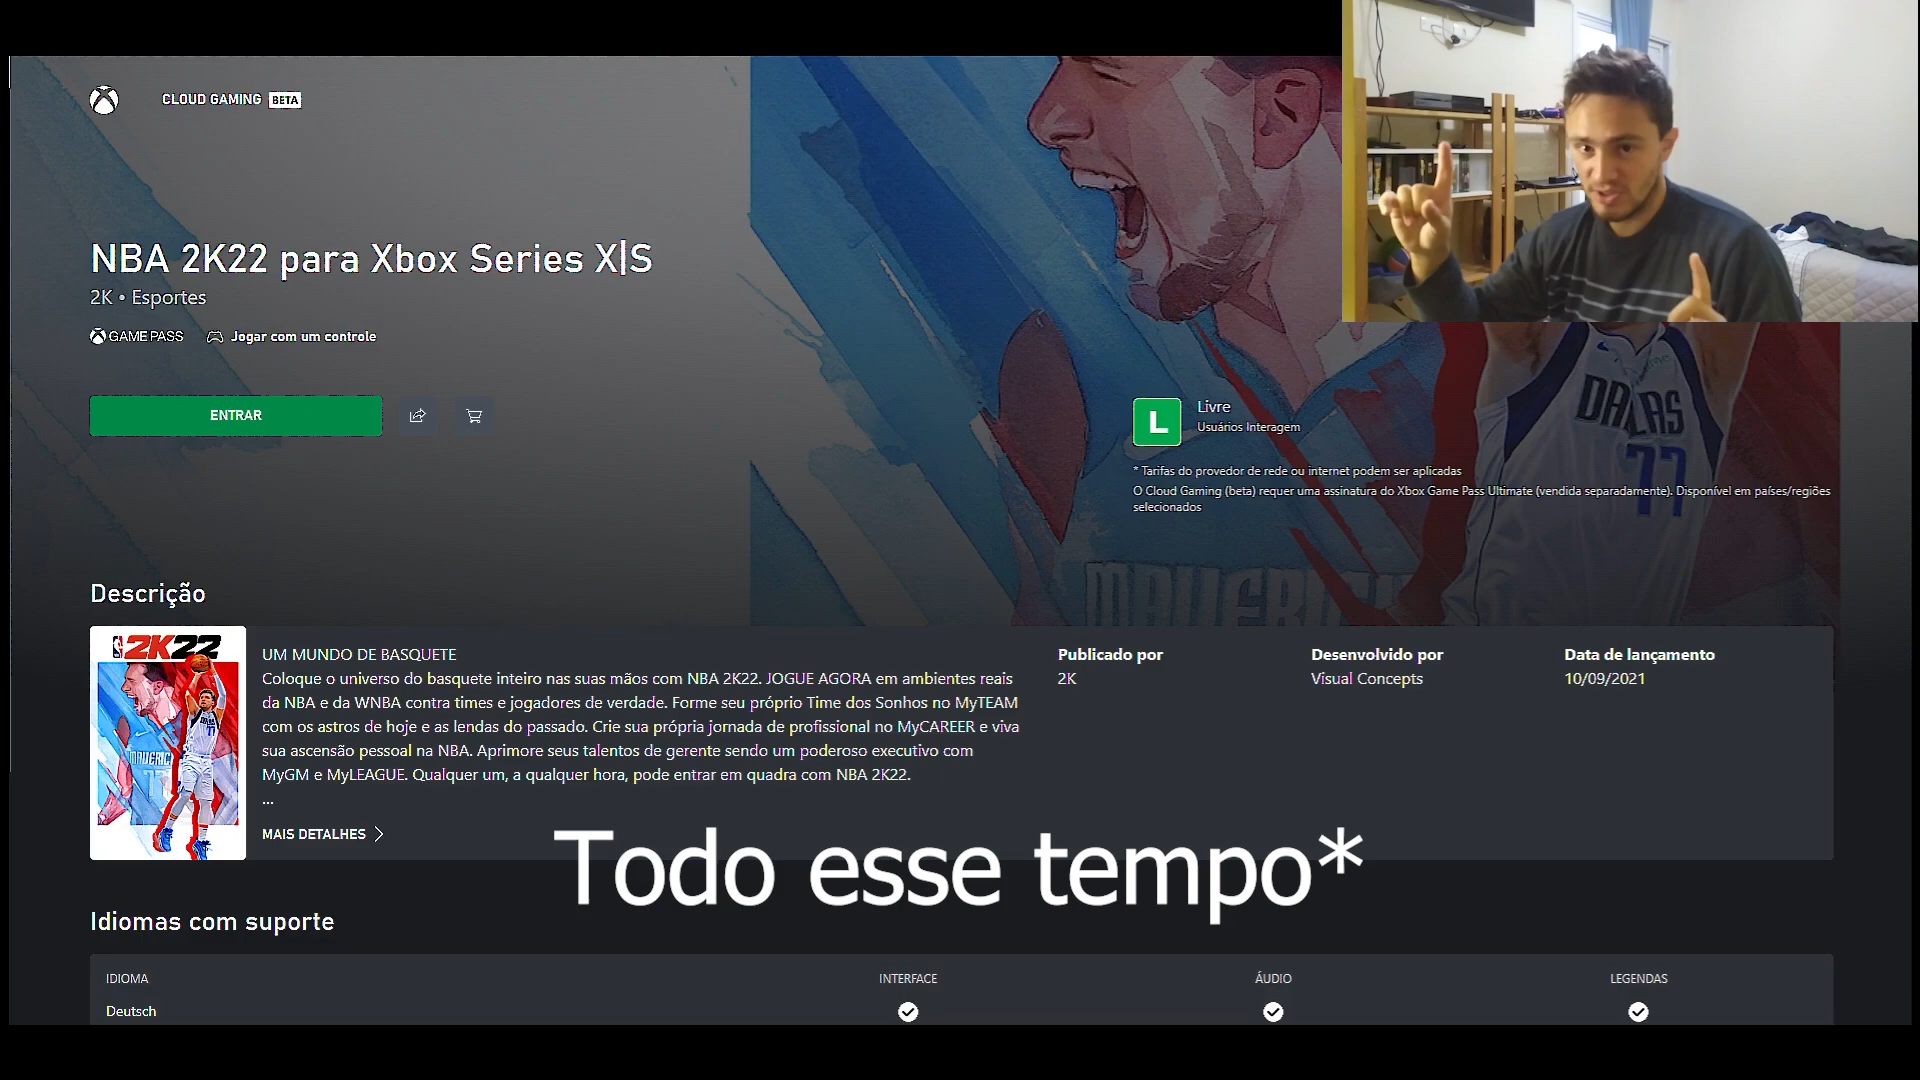 CLOUD GAMING BETA
NBA 2K22 para Xbox Series X|S
2K • Esportes
GAME PASS
Jogar com um controle
ENTRAR
L
Livre
Usuários Interagem
* Tarifas do provedor de rede ou internet podem ser aplicadas
O Cloud Gaming (beta) requer uma assinatura do Xbox Game Pass Ultimate (vendida separadamente). Disponível em países/regiões
selecionados
DALLAS
77
MAVERICK
Descrição
2K22
UM MUNDO DE BASQUETE
Coloque o universo do basquete inteiro nas suas mãos com NBA 2K22. JOGUE AGORA em ambientes reais
da NBA e da WNBA contra times e jogadores de verdade. Forme seu próprio Time dos Sonhos no MyTEAM
com os astros de hoje e as lendas do passado. Crie sua própria jornada de profissional no MyCAREER e viva
sua ascensão pessoal na NBA. Aprimore seus talentos de gerente sendo um poderoso executivo com
MyGM e MyLEAGUE. Qualquer um, a qualquer hora, pode entrar em quadra com NBA 2K22.
...
MAIS DETALHES
Publicado por
2K
Desenvolvido por
Visual Concepts
Data de lançamento
10/09/2021
Todo esse tempo*
Idiomas com suporte
IDIOMA INTERFACE ÁUDIO LEGENDAS
Deutsch